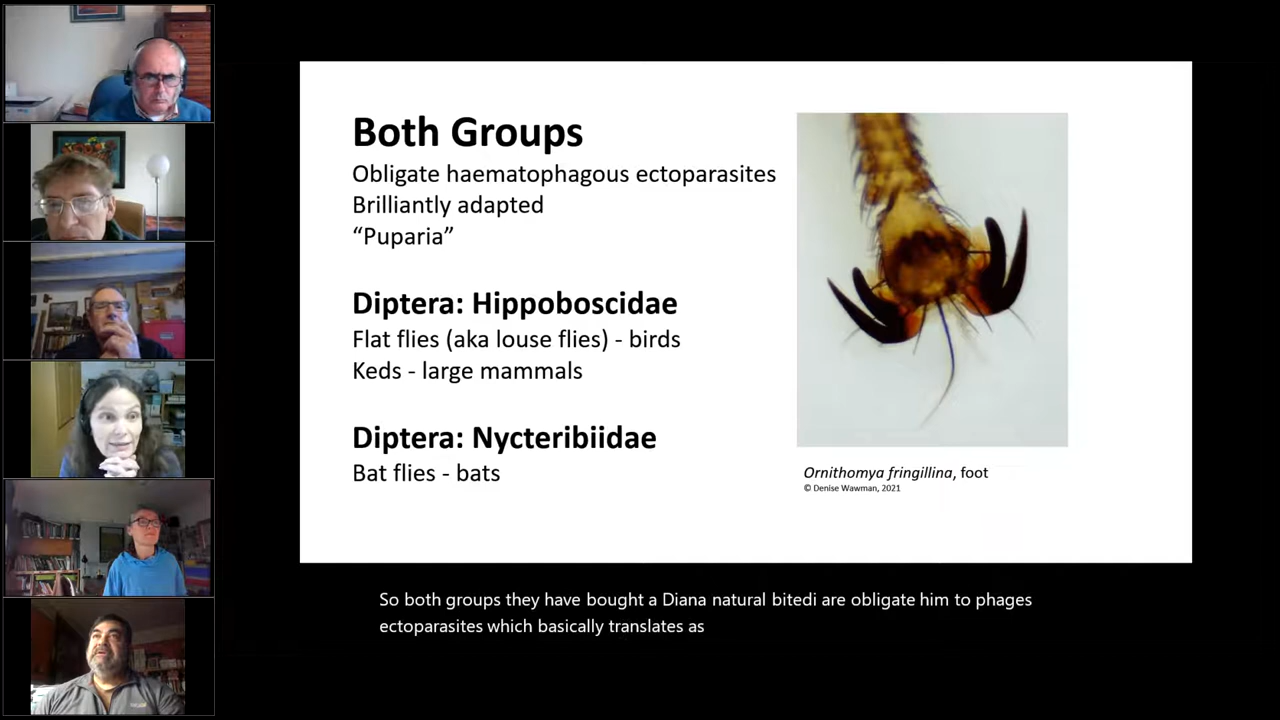 Both Groups
Obligate haematophagous ectoparasites
Brilliantly adapted
“Puparia”
Diptera: Hippoboscidae
Flat flies (aka louse flies) - birds
Keds - large mammals
Diptera: Nycteribiidae
Bat flies - bats
Ornithomya fringillina, foot
© Denise Wawman, 2021
So both groups they have bought a Diana natural bitedi are obligate him to phages
ectoparasites which basically translates as